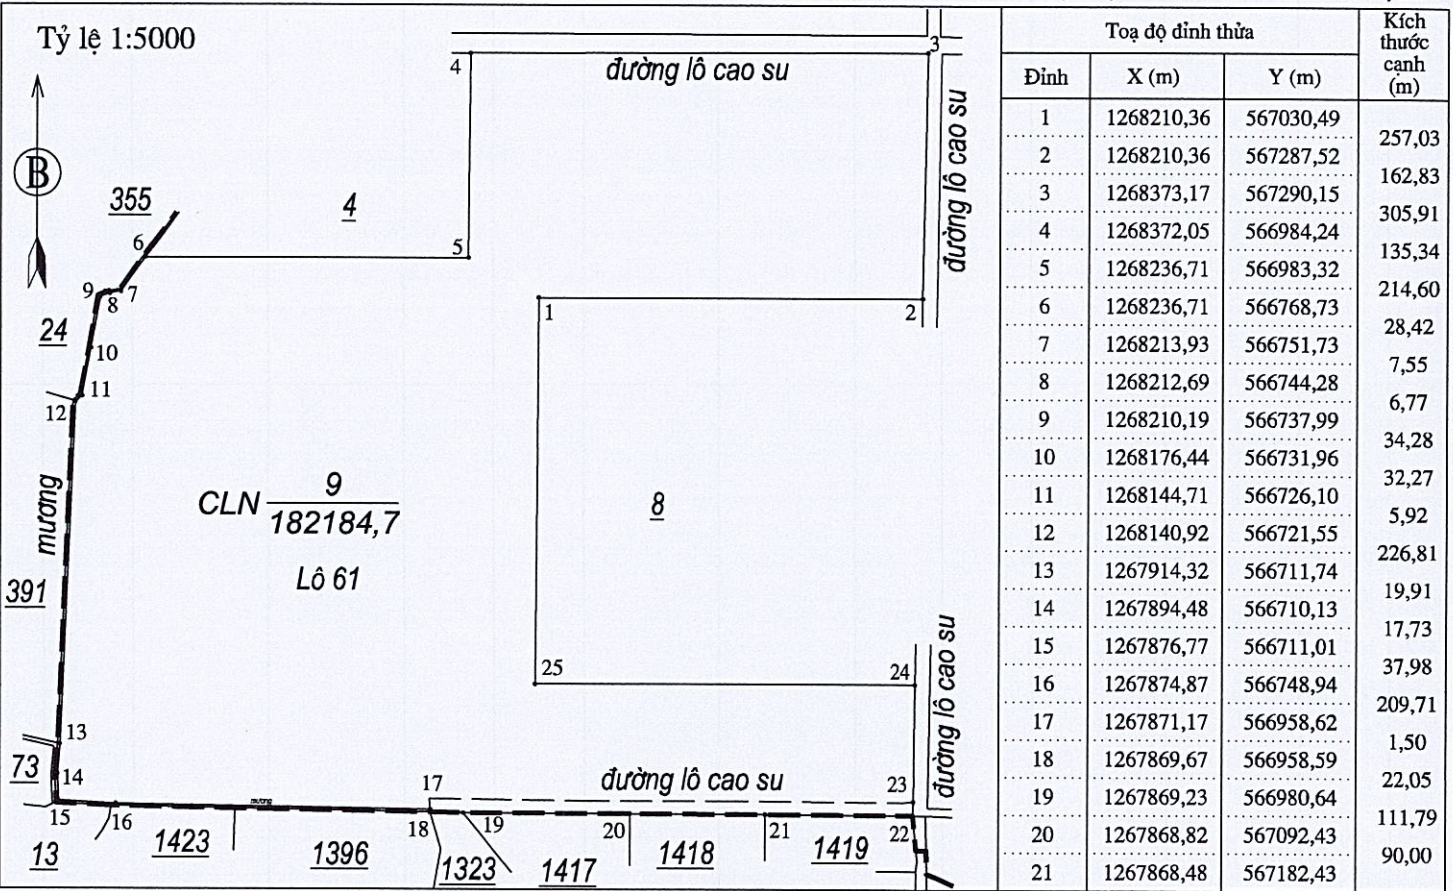 Tỷ lệ 1:5000
B
355
4
đường lô cao su
đường lô cao su
3
4
5
6
7
8
9
24
10
11
12
1
2
mương
CLN 9
182184,7
Lô 61
8
391
13
73
14
15
16
mương
17
18
19
20
21
22
23
24
25
đường lô cao su
đường lô cao su
13
1423
1396
1323
1417
1418
1419
Toạ độ đỉnh thửa
Kích thước cạnh (m)
Đỉnh X (m) Y (m)
1 1268210,36 567030,49
257,03
2 1268210,36 567287,52
162,83
3 1268373,17 567290,15
305,91
4 1268372,05 566984,24
135,34
5 1268236,71 566983,32
214,60
6 1268236,71 566768,73
28,42
7 1268213,93 566751,73
7,55
8 1268212,69 566744,28
6,77
9 1268210,19 566737,99
34,28
10 1268176,44 566731,96
32,27
11 1268144,71 566726,10
5,92
12 1268140,92 566721,55
226,81
13 1267914,32 566711,74
19,91
14 1267894,48 566710,13
17,73
15 1267876,77 566711,01
37,98
16 1267874,87 566748,94
209,71
17 1267871,17 566958,62
1,50
18 1267869,67 566958,59
22,05
19 1267869,23 566980,64
111,79
20 1267868,82 567092,43
90,00
21 1267868,48 567182,43